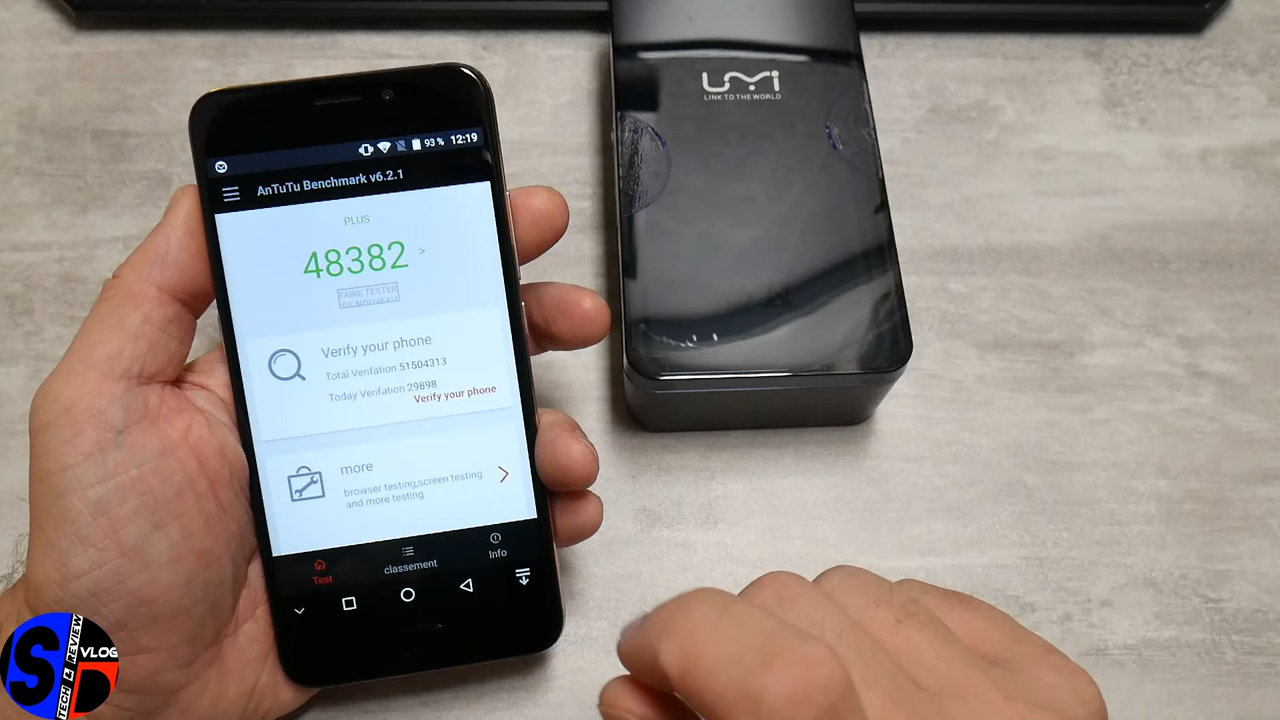 UMi
LINK TO THE WORLD
93 % 12:19
AnTuTu Benchmark v6.2.1
PLUS
48382 >
FAIRE TESTER
DE NOUVEAU
Verify your phone
Total Verifation 51504313
Today Verifation 29898
Verify your phone
more
browser testing,screen testing
and more testing
Test
classement
Info
SD
TECH & REVIEW
VLOG